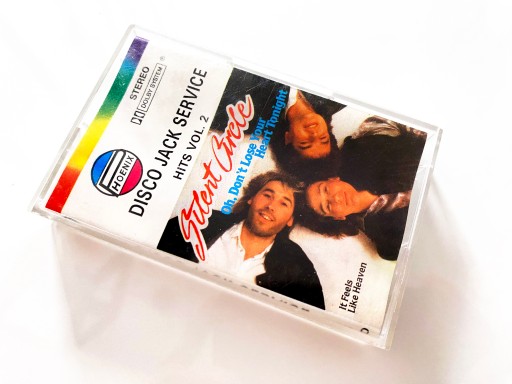 STEREO
DOLBY SYSTEM
PHOENIX
DISCO JACK SERVICE
HITS VOL. 2
Silent Circle
Oh, Don't Lose Your
Heart Tonight
It Feels
Like Heaven